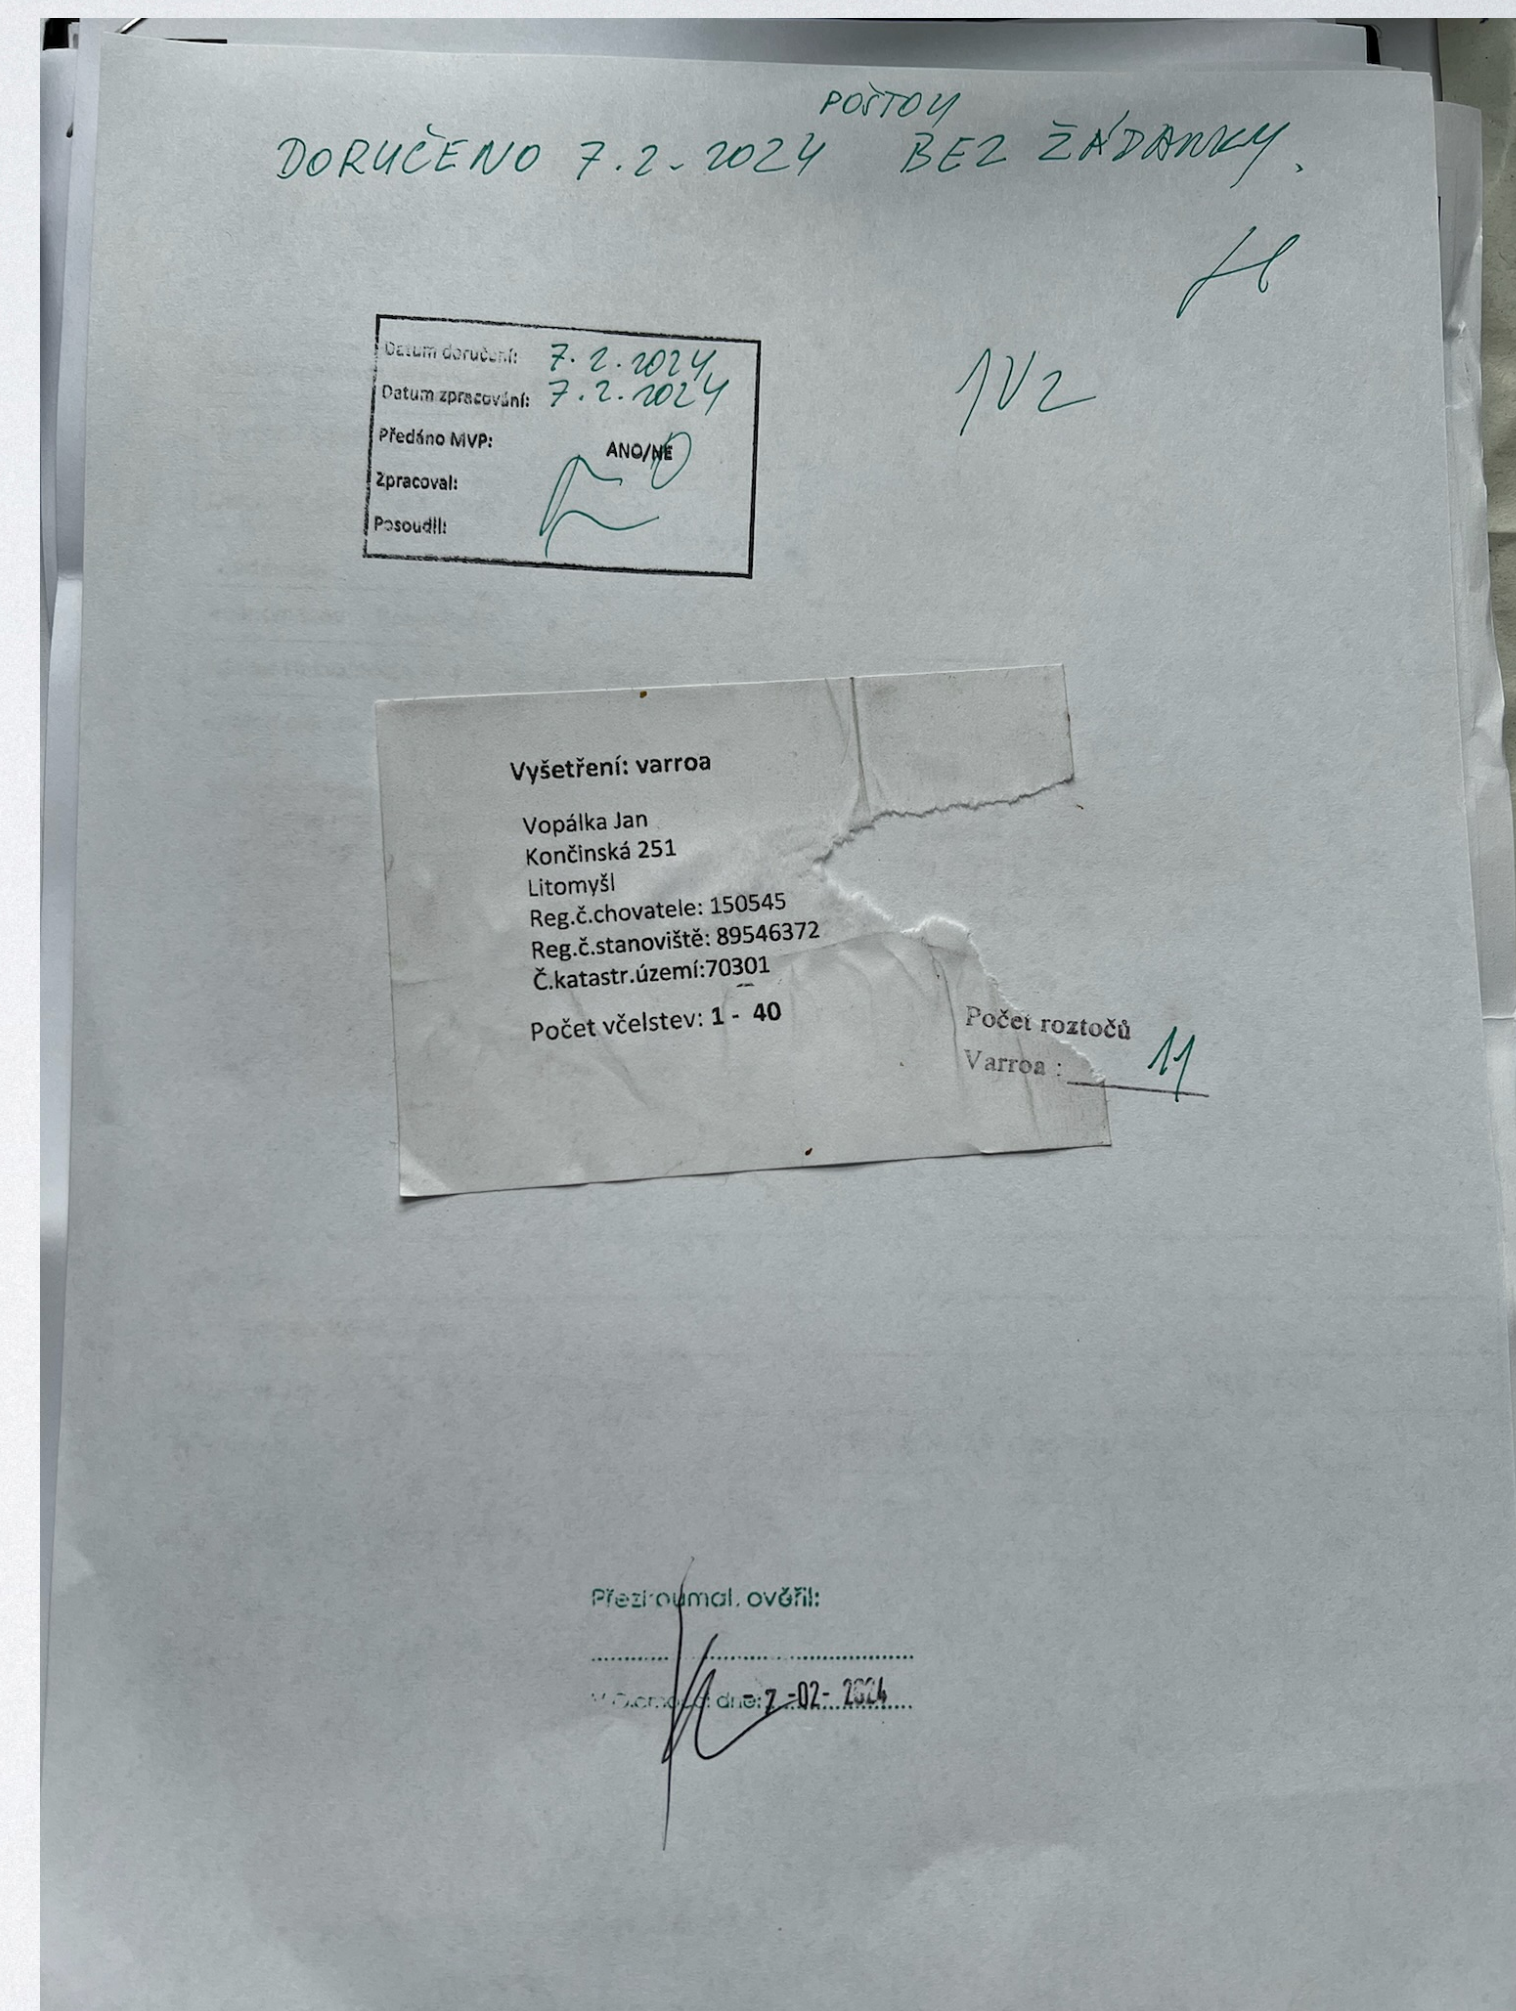 POŠTOU
DORUČENO 7.2.2024 BEZ ŽÁDANKY.
1V2
Datum doručení: 7.2.2024
Datum zpracování: 7.2.2024
Předáno MVP: ANO/NE
Zpracoval:
Posoudil:
Vyšetření: varroa
Vopálka Jan
Končinská 251
Litomyšl
Reg.č.chovatele: 150545
Reg.č.stanoviště: 89546372
Č.katastr.území:70301
Počet včelstev: 1 - 40
Počet roztočů
Varroa : 11
Přezkoumal, ověřil:
V Olomouci dne: -7 -02- 2024